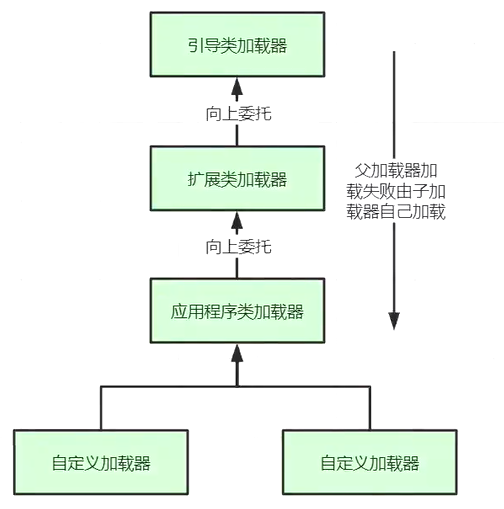 引导类加载器
向上委托
扩展类加载器
父加载器加
载失败由子加
载器自己加载
向上委托
应用程序类加载器
自定义加载器
自定义加载器